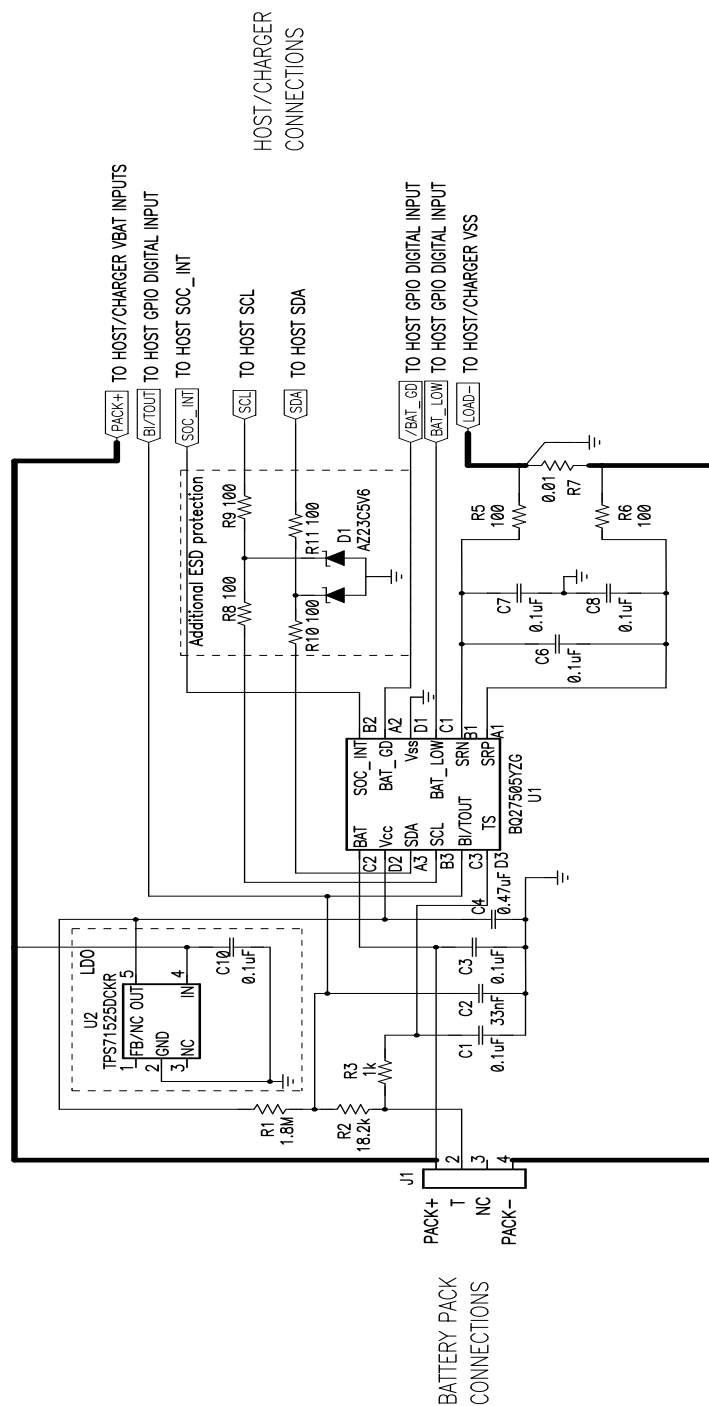 BATTERY PACK
CONNECTIONS
J1
PACK+
T
NC
PACK-
2
3
4
R1
1.8M
R2
18.2k
R3
1k
U2
TPS71525DCKR
LDO
1
FB/NC
OUT
5
2
GND
3
NC
IN
4
C10
0.1uF
C1
0.1uF
C2
33nF
C3
0.1uF
C4
0.47uF
BAT
C2
Vcc
D2
SDA
A3
SCL
B3
BI/TOUT
C3
TS
D3
SOC_INT
B2
BAT_GD
A2
Vss
D1
BAT_LOW
C1
SRN
B1
SRP
A1
BQ27505YZG
U1
Additional ESD protection
R8 100
R9 100
R10 100
R11 100
D1
AZ23C5V6
C6
0.1uF
C7
0.1uF
C8
0.1uF
R5
100
R6
100
0.01
R7
PACK+
TO HOST/CHARGER VBAT INPUTS
BI/TOUT
TO HOST GPIO DIGITAL INPUT
SOC_INT
TO HOST SOC_INT
SCL
TO HOST SCL
SDA
TO HOST SDA
/BAT_GD
TO HOST GPIO DIGITAL INPUT
BAT_LOW
TO HOST GPIO DIGITAL INPUT
LOAD-
TO HOST/CHARGER VSS
HOST/CHARGER
CONNECTIONS